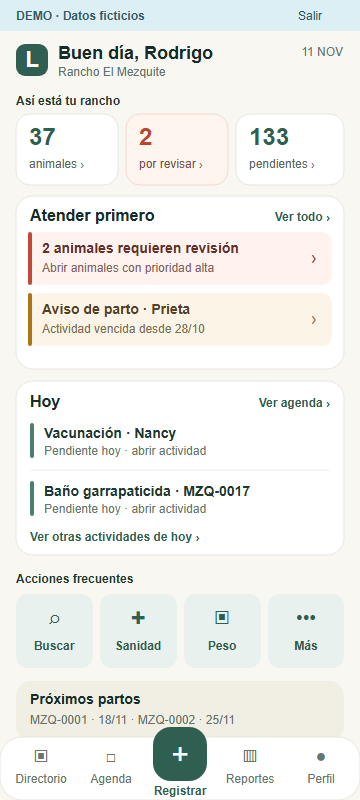 DEMO · Datos ficticios
Salir
L
Buen día, Rodrigo
11 NOV
Rancho El Mezquite
Así está tu rancho
37
animales ›
2
por revisar ›
133
pendientes ›
Atender primero
Ver todo ›
2 animales requieren revisión
Abrir animales con prioridad alta
›
Aviso de parto · Prieta
Actividad vencida desde 28/10
›
Hoy
Ver agenda ›
Vacunación · Nancy
Pendiente hoy · abrir actividad
Baño garrapaticida · MZQ-0017
Pendiente hoy · abrir actividad
Ver otras actividades de hoy ›
Acciones frecuentes
Buscar
Sanidad
Peso
Más
Próximos partos
MZQ-0001 · 18/11 · MZQ-0002 · 25/11
Directorio
Agenda
Registrar
Reportes
Perfil